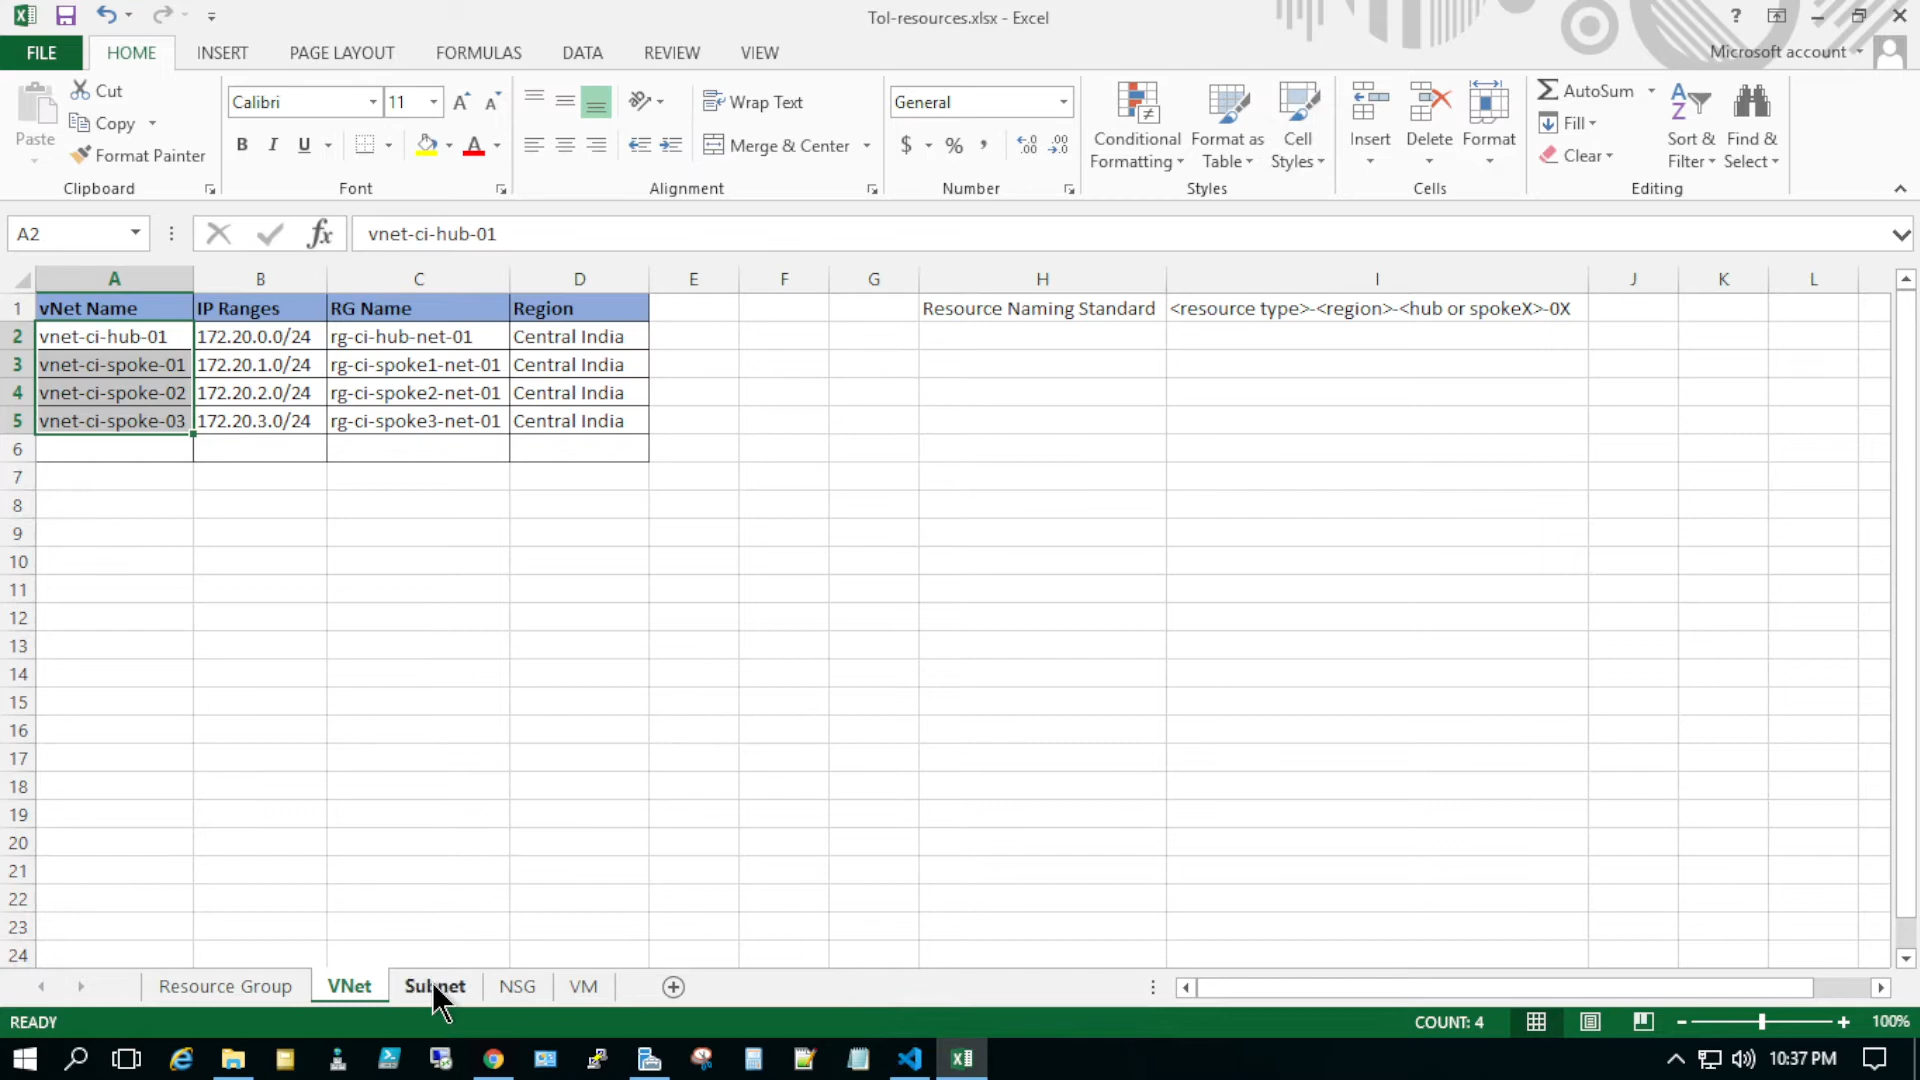 Tol-resources.xlsx - Excel
?
FILE HOME INSERT PAGE LAYOUT FORMULAS DATA REVIEW VIEW Microsoft account
Paste Cut Calibri 11 Wrap Text General Conditional Formatting Format as Table Cell Styles Insert Delete Format AutoSum Sort & Filter Find & Select
Copy Fill
Format Painter B I U A Merge & Center $ % Clear
Clipboard Font Alignment Number Styles Cells Editing
A2 fx vnet-ci-hub-01
A B C D E F G H I J K L
1 vNet Name IP Ranges RG Name Region Resource Naming Standard <resource type>-<region>-<hub or spokeX>-0X
2 vnet-ci-hub-01 172.20.0.0/24 rg-ci-hub-net-01 Central India
3 vnet-ci-spoke-01 172.20.1.0/24 rg-ci-spoke1-net-01 Central India
4 vnet-ci-spoke-02 172.20.2.0/24 rg-ci-spoke2-net-01 Central India
5 vnet-ci-spoke-03 172.20.3.0/24 rg-ci-spoke3-net-01 Central India
6
7
8
9
10
11
12
13
14
15
16
17
18
19
20
21
22
23
24
Resource Group VNet Subnet NSG VM
READY COUNT: 4 100%
10:37 PM